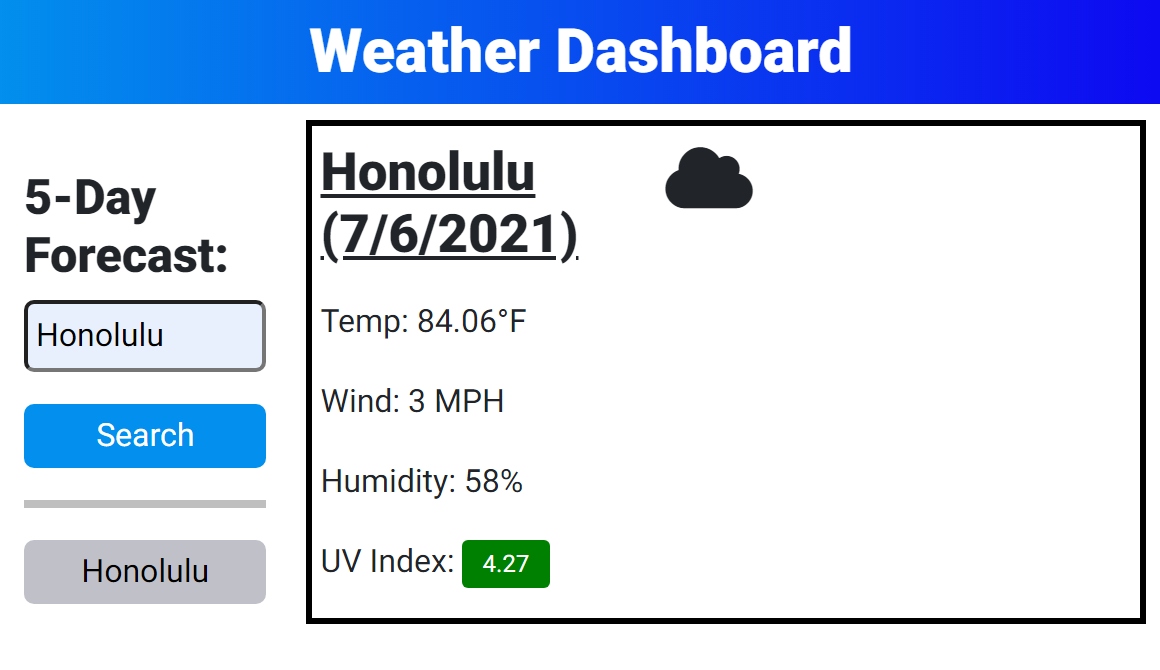 Weather Dashboard
5-Day
Forecast:
Honolulu
Search
Honolulu
Honolulu
(7/6/2021)
Temp: 84.06°F
Wind: 3 MPH
Humidity: 58%
UV Index: 4.27